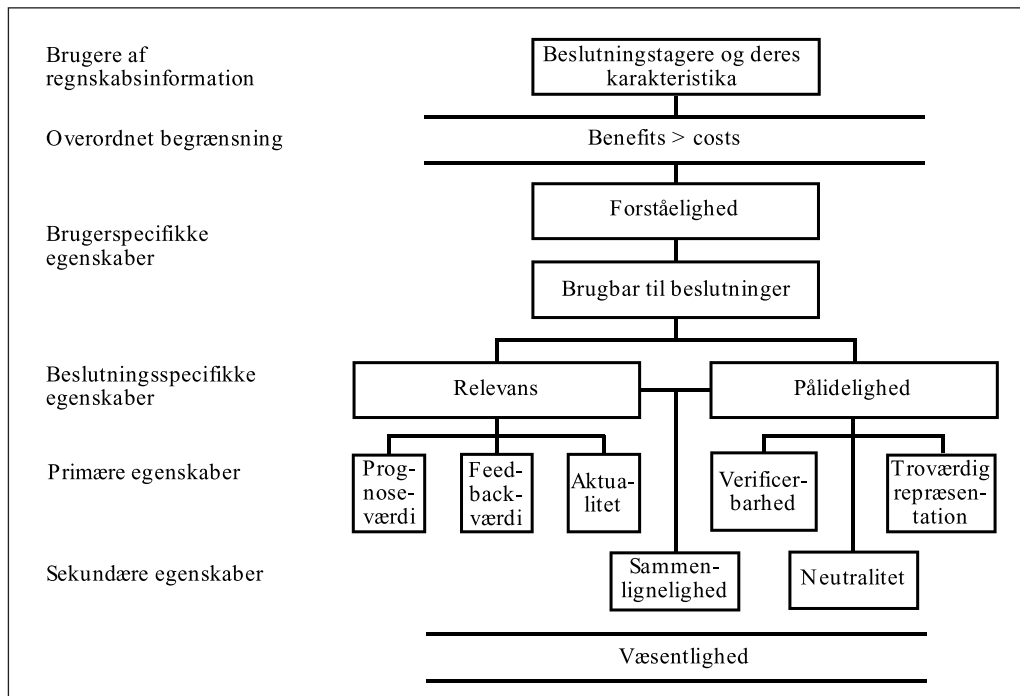 Brugere af
regnskabsinformation
Beslutningstagere og deres
karakteristika
Overordnet begrænsning
Benefits > costs
Brugerspecifikke
egenskaber
Forståelighed
Brugbar til beslutninger
Beslutningsspecifikke
egenskaber
Relevans
Pålidelighed
Primære egenskaber
Prog-
nose-
værdi
Feed-
back-
værdi
Aktua-
litet
Verificer-
barhed
Troværdig
repræsen-
tation
Sekundære egenskaber
Sammen-
lignelighed
Neutralitet
Væsentlighed